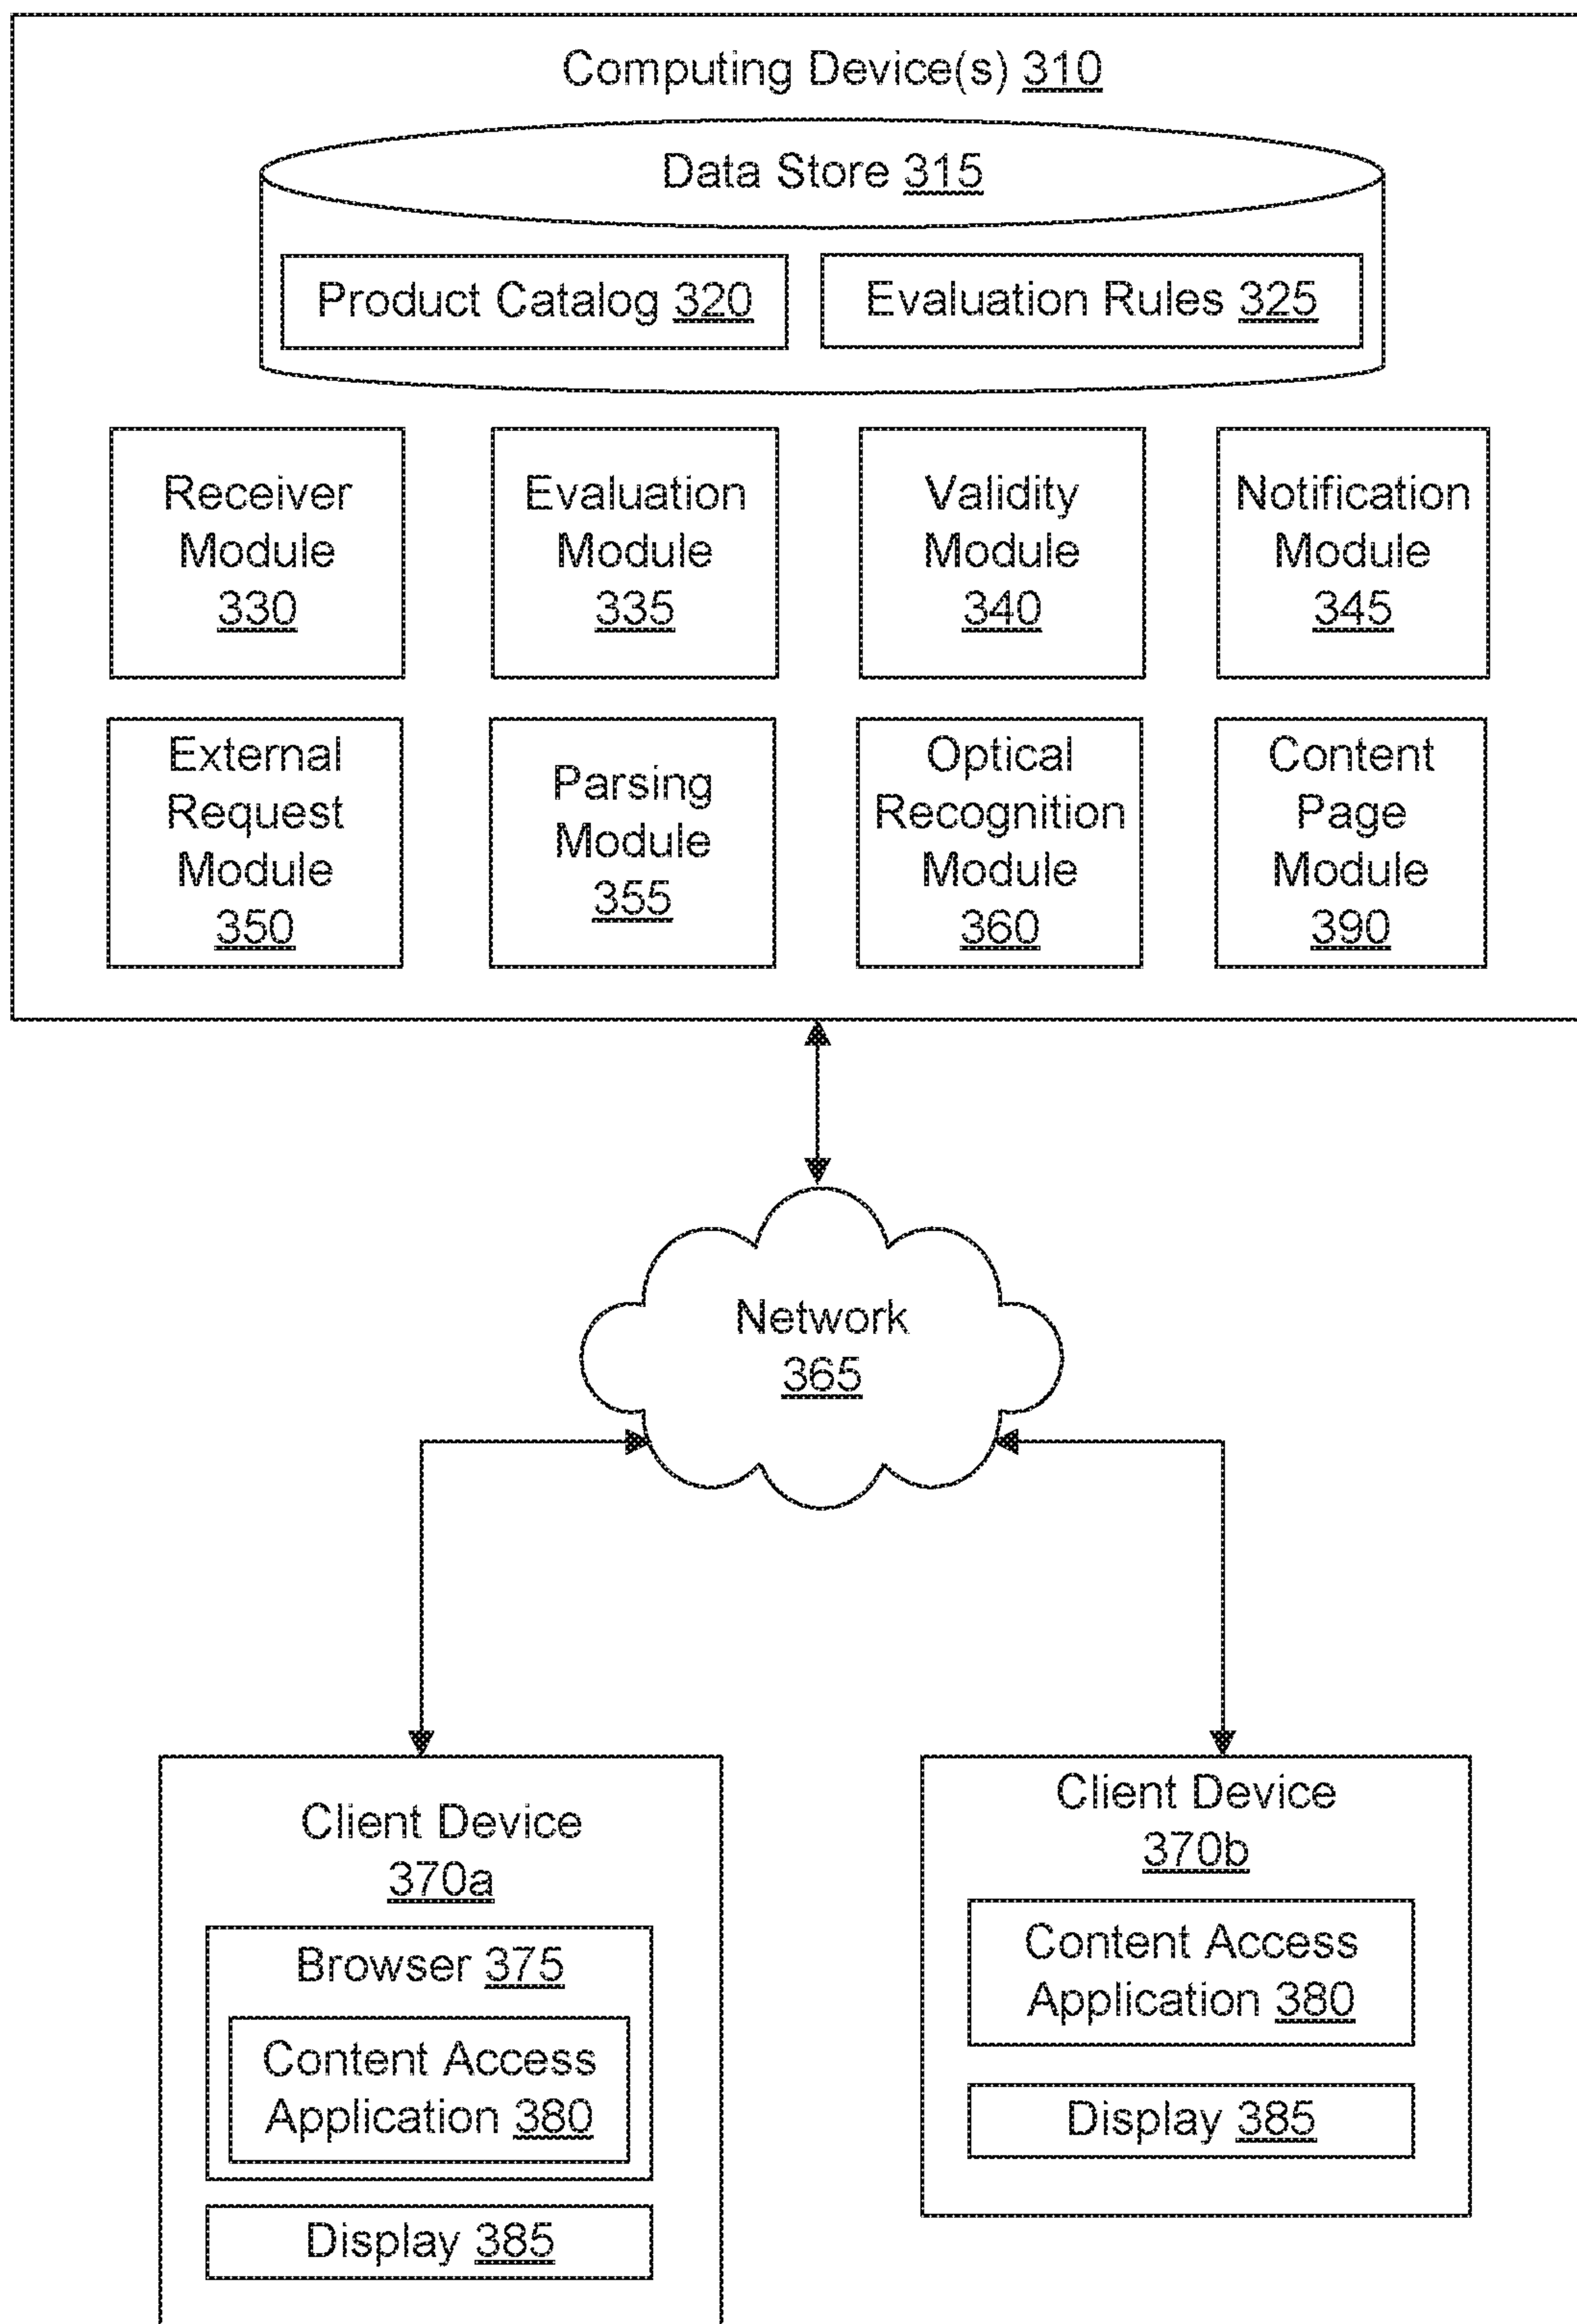 Computing Device(s) 310
Data Store 315
Product Catalog 320
Evaluation Rules 325
Receiver
Module
330
Evaluation
Module
335
Validity
Module
340
Notification
Module
345
External
Request
Module
350
Parsing
Module
355
Optical
Recognition
Module
360
Content
Page
Module
390
Network
365
Client Device
370a
Browser 375
Content Access
Application 380
Display 385
Client Device
370b
Content Access
Application 380
Display 385